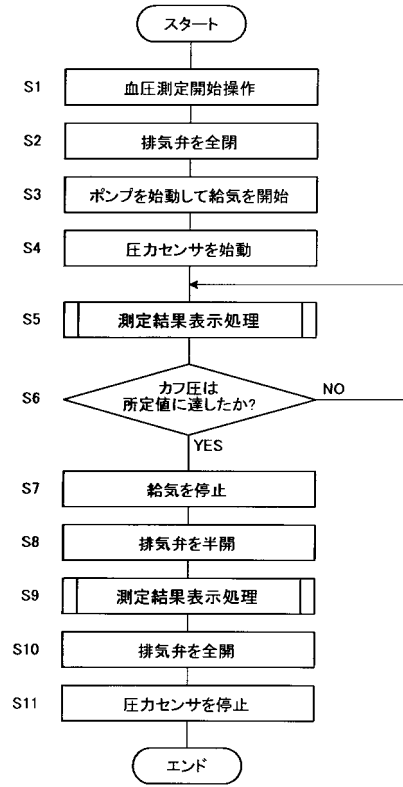 スタート
S1 血圧測定開始操作
S2 排気弁を全閉
S3 ポンプを始動して給気を開始
S4 圧力センサを始動
S5 測定結果表示処理
カフ圧は
S6 所定値に達したか? NO
YES
S7 給気を停止
S8 排気弁を半開
S9 測定結果表示処理
S10 排気弁を全開
S11 圧力センサを停止
エンド